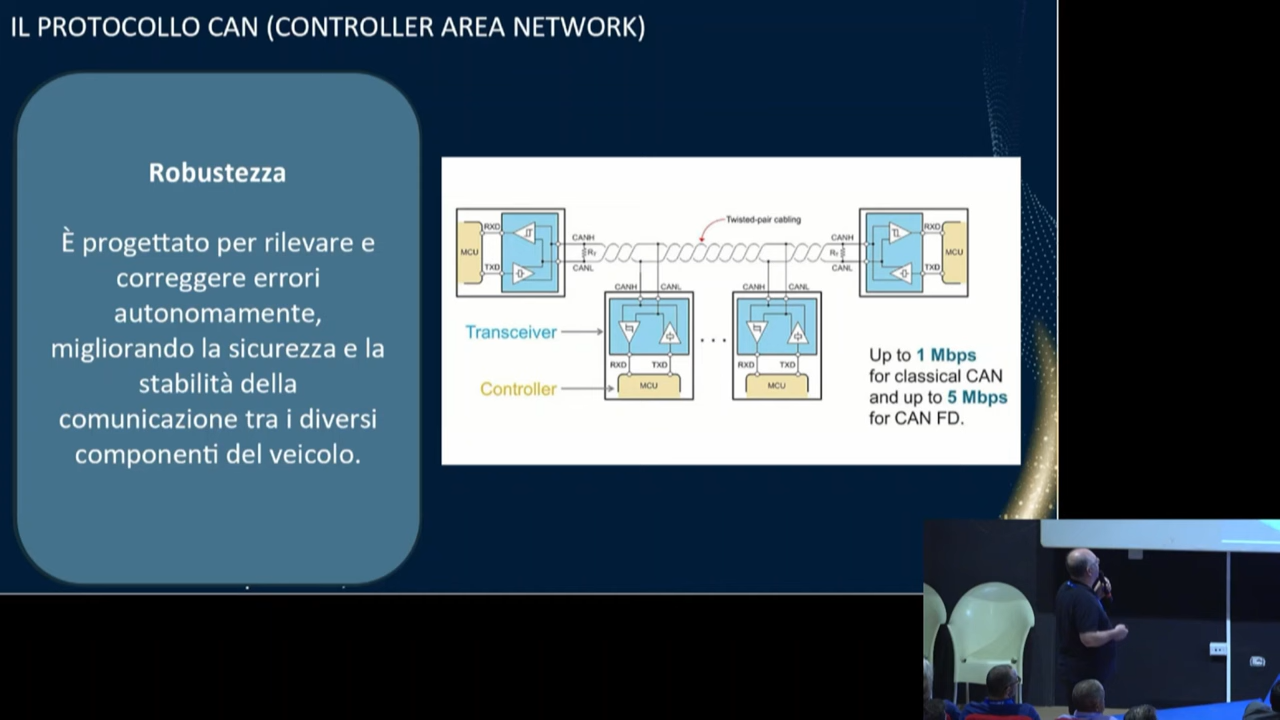 IL PROTOCOLLO CAN (CONTROLLER AREA NETWORK)
Robustezza
È progettato per rilevare e
correggere errori
autonomamente,
migliorando la sicurezza e la
stabilità della
comunicazione tra i diversi
componenti del veicolo.
Twisted-pair cabling
MCU RXD CANH CANH RXD MCU
RT RT
TXD CANL CANL TXD
CANH CANL CANH CANL
Transceiver
...
RXD TXD RXD TXD
Controller
MCU MCU
Up to 1 Mbps
for classical CAN
and up to 5 Mbps
for CAN FD.